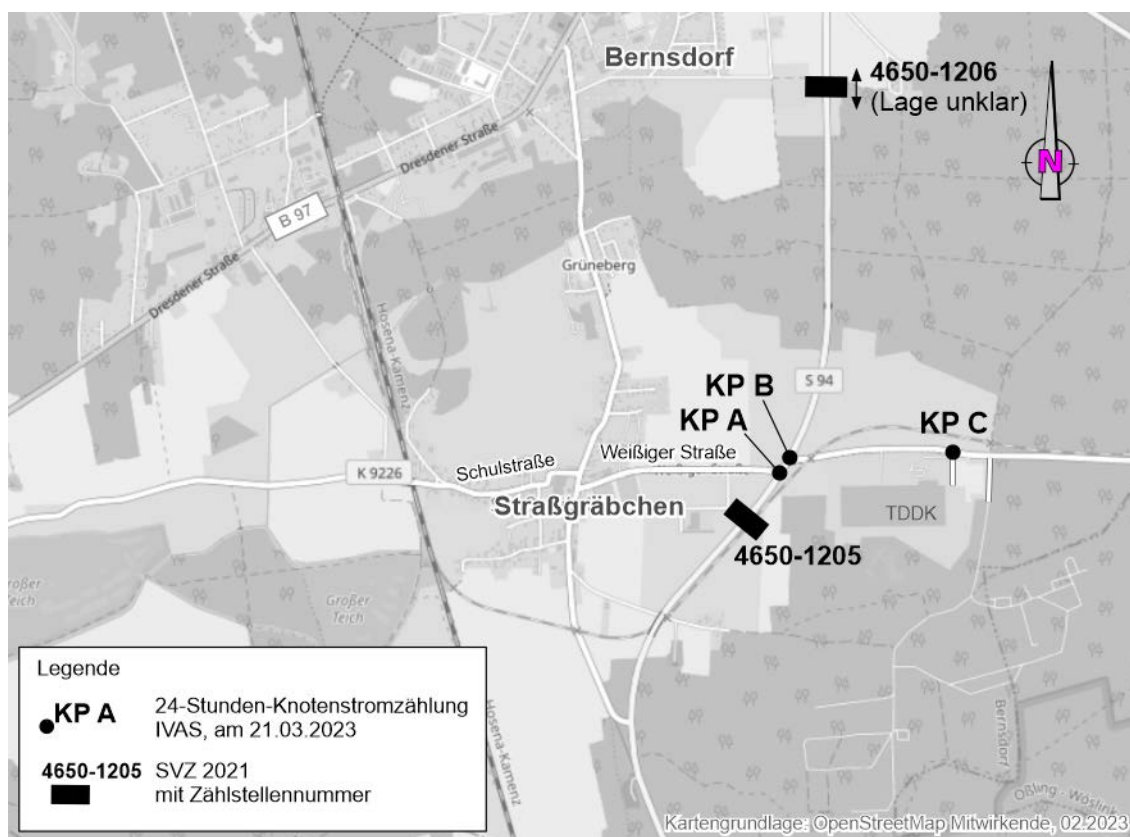 Bernsdorf
4650-1206
(Lage unklar)
N
Dresdener Straße
B 97
Dresdener Straße
Grüneberg
Hosena-Kamenz
S 94
KP B
KP A
KP C
Weißiger Straße
Schulstraße
K 9226
Straßgräbchen
TDDK
4650-1205
Großer
Teich
Großer
Teich
Hosena-Kamenz
Bernsdorf
Oßling - Wöslink
Legende
KP A 24-Stunden-Knotenstromzählung
IVAS, am 21.03.2023
4650-1205 SVZ 2021
mit Zählstellennummer
Kartengrundlage: OpenStreetMap Mitwirkende, 02.2023